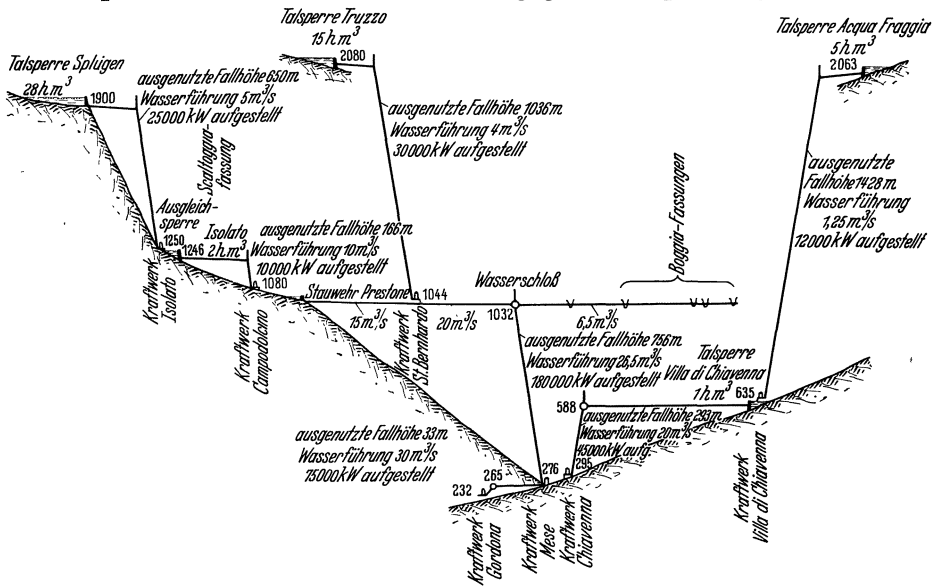 Talsperre Splügen
28 h m³
1900
ausgenutzte Fallhöhe 650 m
Wasserführung 5 m³/s
25000 kW aufgestellt
Scaltoggia-
fassung
Ausgleich-
sperre
1250
1246
Isolato
2 h m³
Kraftwerk
Isolato
ausgenutzte Fallhöhe 166 m
Wasserführung 10 m³/s
10000 kW aufgestellt
1080
Kraftwerk
Campodolono
Talsperre Truzzo
15 h m³
2080
ausgenutzte Fallhöhe 1036 m
Wasserführung 4 m³/s
30000 kW aufgestellt
Stauwehr Prestone
1044
15 m³/s
Kraftwerk
St. Bernhardo
20 m³/s
Wasserschloß
1032
Boggia-Fassungen
6,5 m³/s
Talsperre Acqua Fraggia
5 h m³
2063
ausgenutzte
Fallhöhe 1428 m
Wasserführung
1,25 m³/s
12000 kW aufgestellt
ausgenutzte Fallhöhe 756 m
Wasserführung 26,5 m³/s
180000 kW aufgestellt
Talsperre
Villa di Chiavenna
1 h m³
635
588
ausgenutzte Fallhöhe 293 m
Wasserführung 20 m³/s
45000 kW aufg.
ausgenutzte Fallhöhe 33 m
Wasserführung 30 m³/s
75000 kW aufgestellt
232
265
276
295
Kraftwerk
Gordona
Kraftwerk
Mese
Kraftwerk
Chiavenna
Kraftwerk
Villa di Chiavenna